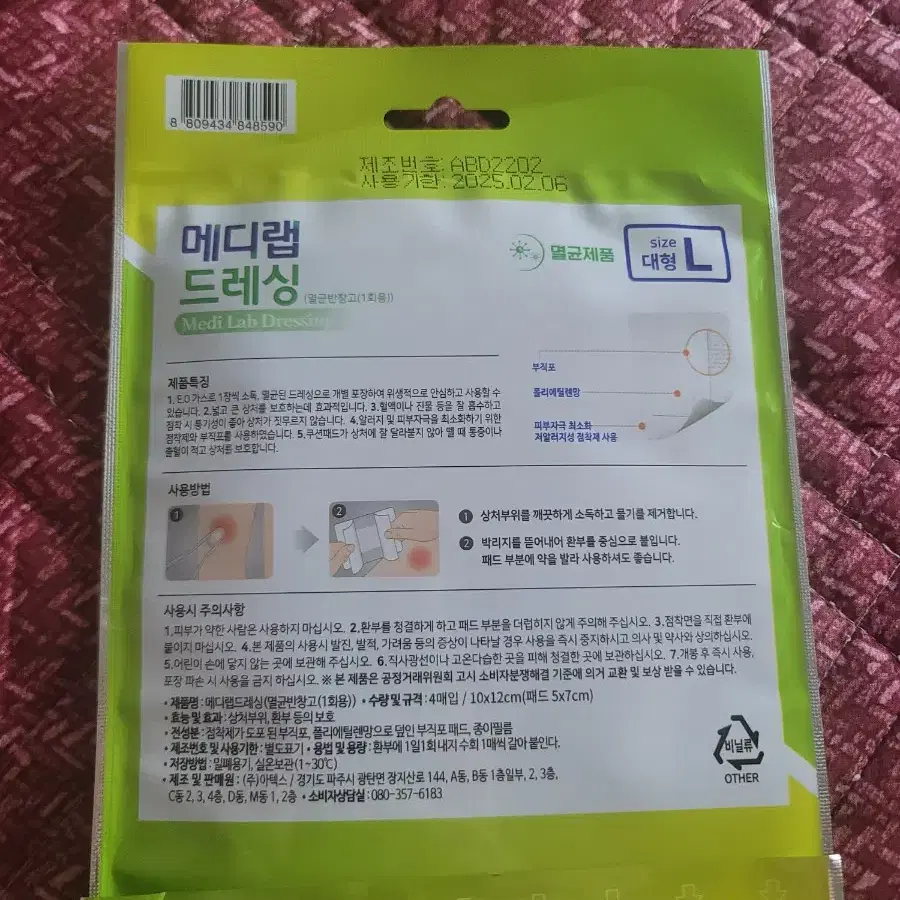 8 809434 848590
제조번호: ABD2202
사용기한: 2025.02.06
메디랩
드레싱 (멸균반창고(1회용))
Medi Lab Dressing
멸균제품
size
대형 L
부직포
폴리에틸렌망
피부자극 최소화
저알러지성 점착제 사용
제품특징
1. E.O 가스로 1장씩 소독, 멸균된 드레싱으로 개별 포장하여 위생적으로 안심하고 사용할 수
있습니다. 2.넓고 큰 상처를 보호하는데 효과적입니다. 3.혈액이나 진물 등을 잘 흡수하고
점착 시 통기성이 좋아 상처가 짓무르지 않습니다. 4.알러지 및 피부자극을 최소화하기 위한
점착제와 부직포를 사용하였습니다. 5.쿠션패드가 상처에 잘 달라붙지 않아 뗄 때 통증이나
출혈이 적고 상처를 보호합니다.
사용방법
1
2
1 상처부위를 깨끗하게 소독하고 물기를 제거합니다.
2 박리지를 뜯어내어 환부를 중심으로 붙입니다.
패드 부분에 약을 발라 사용하셔도 좋습니다.
사용시 주의사항
1.피부가 약한 사람은 사용하지 마십시오. 2.환부를 청결하게 하고 패드 부분을 더럽히지 않게 주의해 주십시오. 3.점착면을 직접 환부에
붙이지 마십시오. 4.본 제품의 사용시 발진, 발적, 가려움 등의 증상이 나타날 경우 사용을 즉시 중지하시고 의사 및 약사와 상의하십시오.
5.어린이 손에 닿지 않는 곳에 보관해 주십시오. 6.직사광선이나 고온다습한 곳을 피해 청결한 곳에 보관하십시오. 7.개봉 후 즉시 사용,
포장 파손 시 사용을 금지 하십시오. ※ 본 제품은 공정거래위원회 고시 소비자분쟁해결 기준에 의거 교환 및 보상 받을 수 있습니다.
• 제품명 : 메디랩드레싱(멸균반창고(1회용)) • 수량 및 규격 : 4매입 / 10x12cm(패드 5x7cm)
• 효능 및 효과 : 상처부위, 환부 등의 보호
• 전성분 : 점착제가 도포 된 부직포, 폴리에틸렌망으로 덮인 부직포 패드, 종이필름
• 제조번호 및 사용기한 : 별도표기 • 용법 및 용량 : 환부에 1일 1회 내지 수회 1매씩 갈아 붙인다.
• 저장방법 : 밀폐용기, 실온보관(1~30℃)
• 제조 및 판매원 : (주)아텍스 / 경기도 파주시 광탄면 장지산로 144, A동, B동 1층일부, 2, 3층,
C동 2, 3, 4층, D동, M동 1, 2층 • 소비자상담실 : 080-357-6183
비닐류
OTHER